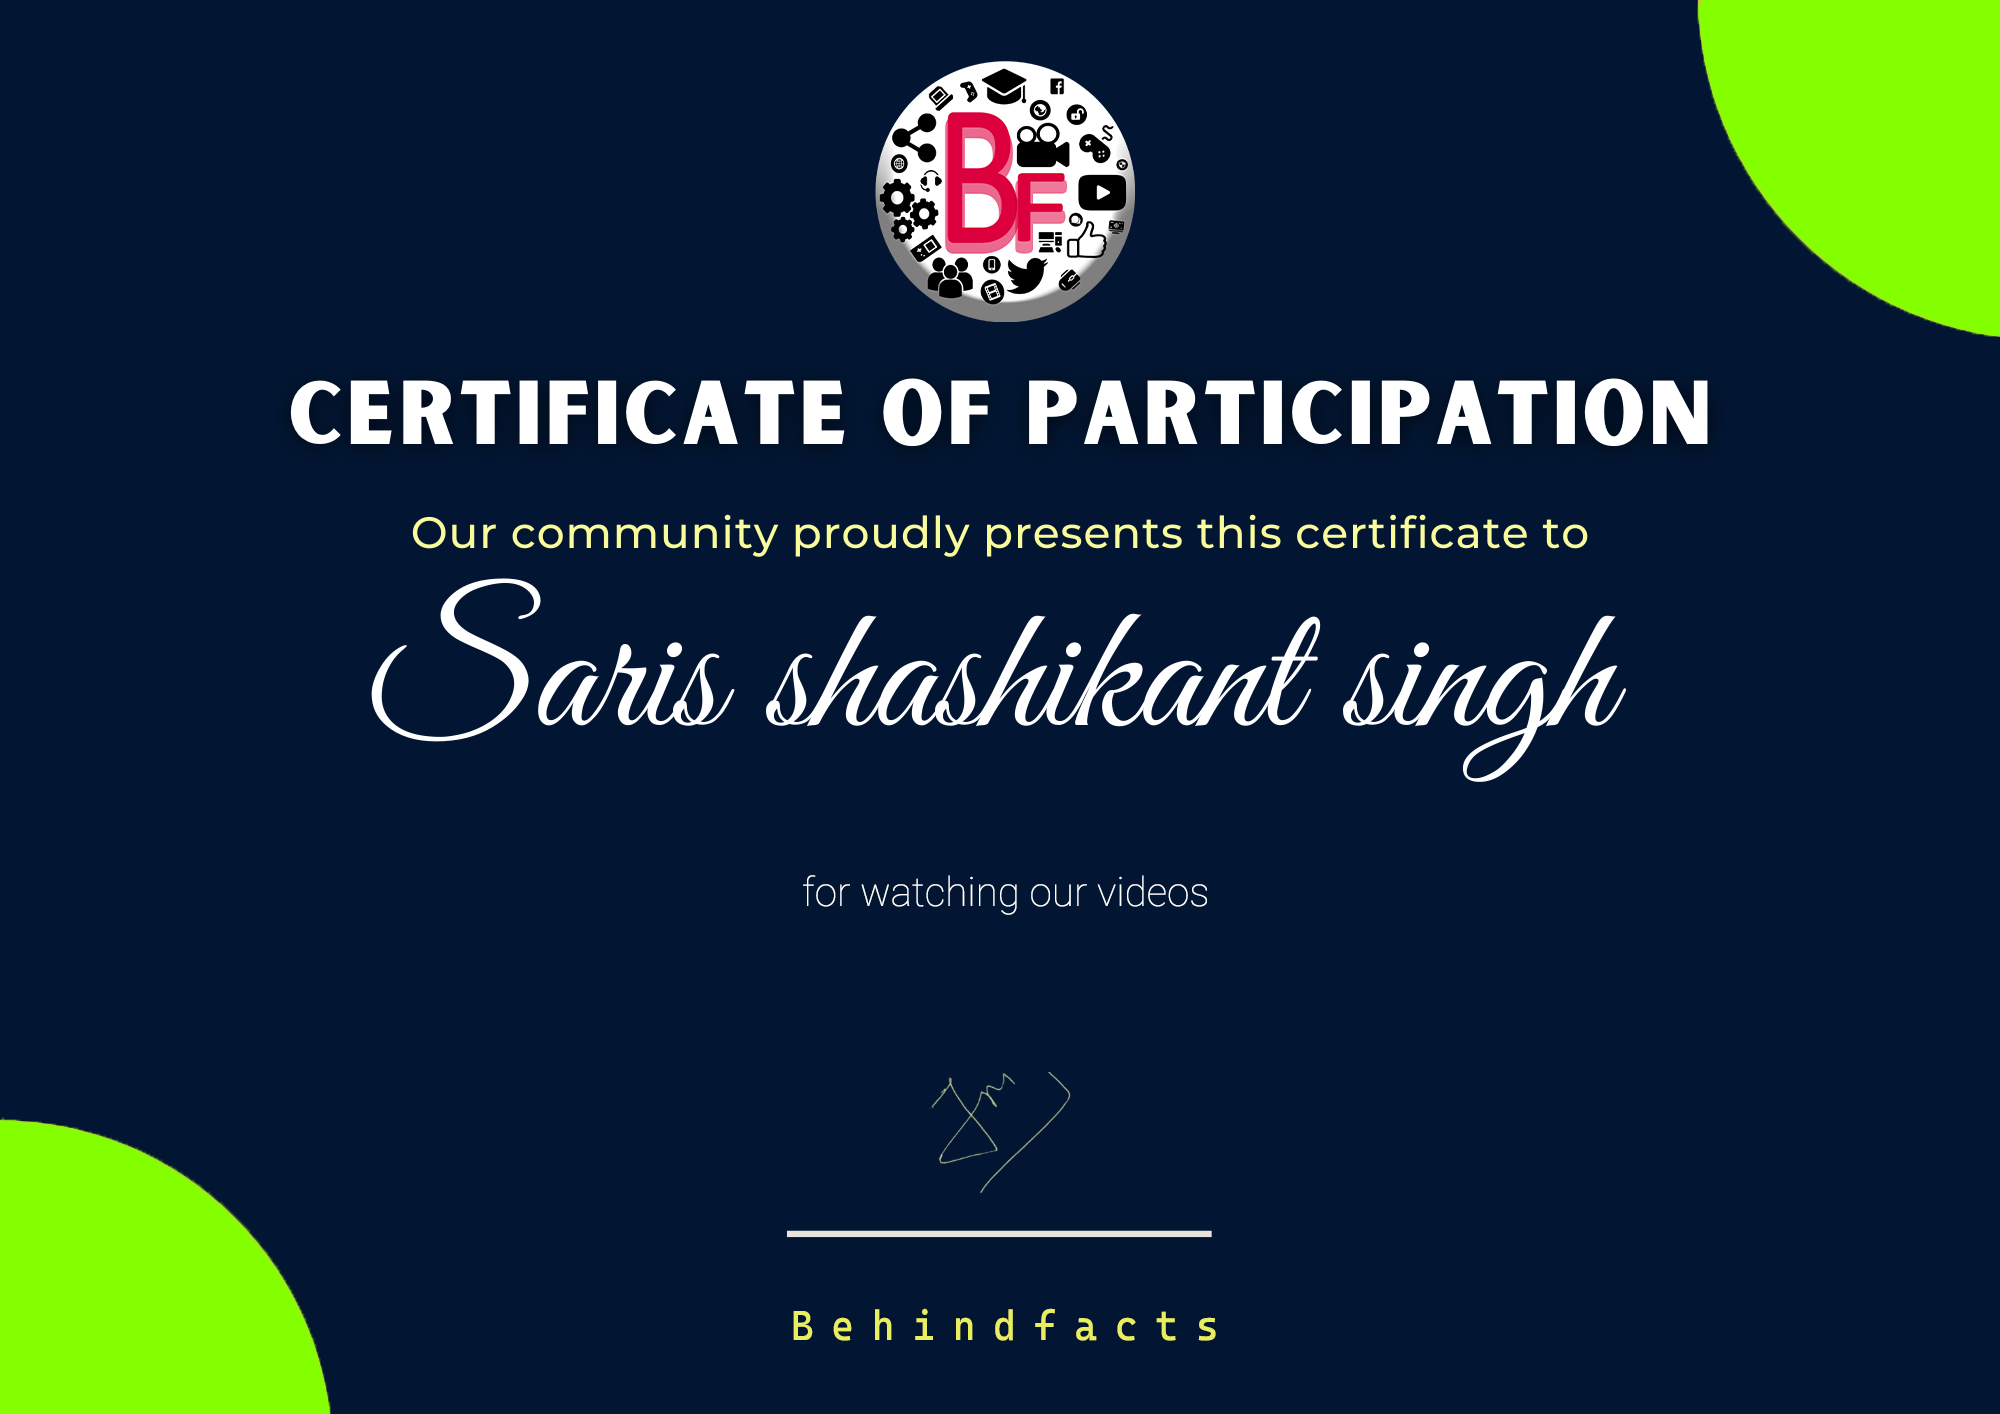 BF
CERTIFICATE OF PARTICIPATION
Our community proudly presents this certificate to
Saris shashikant singh
for watching our videos
Behindfacts